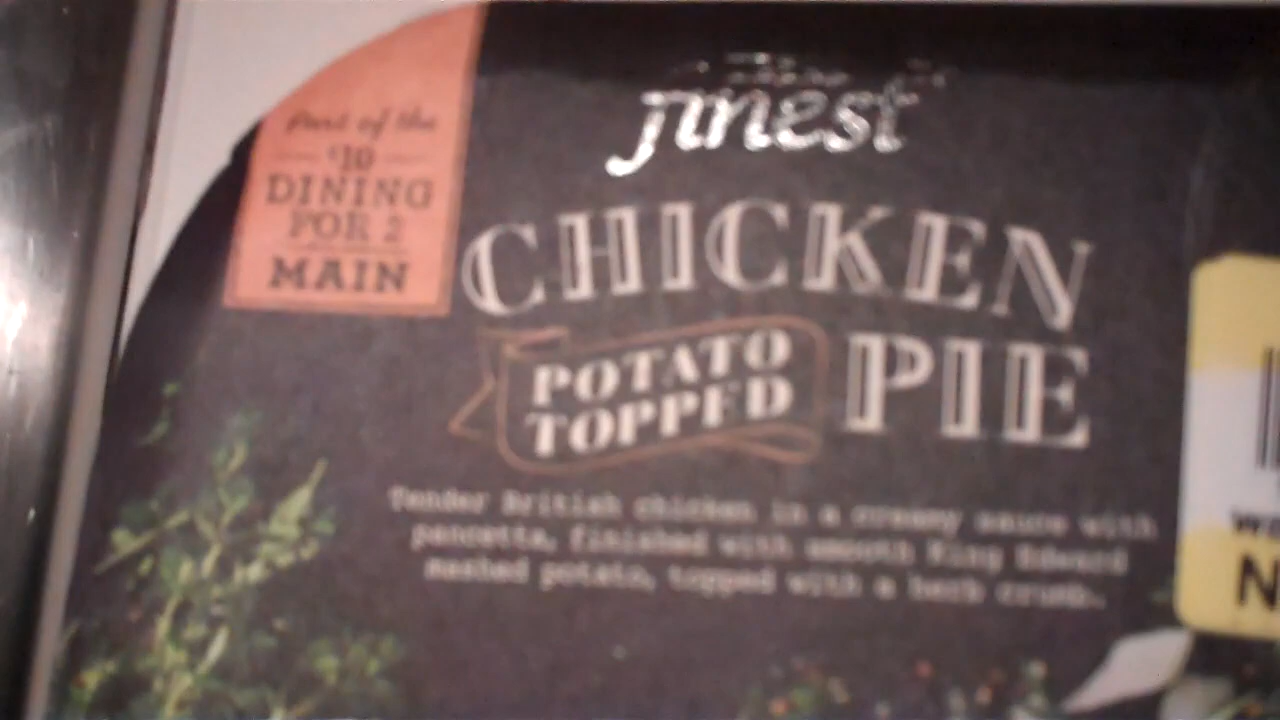 finest
Part of the
£10
DINING
FOR 2
MAIN
CHICKEN
POTATO
TOPPED
PIE
Tender British chicken in a creamy sauce with
pancetta, finished with smooth King Edward
mashed potato, topped with a herb crumb.
N